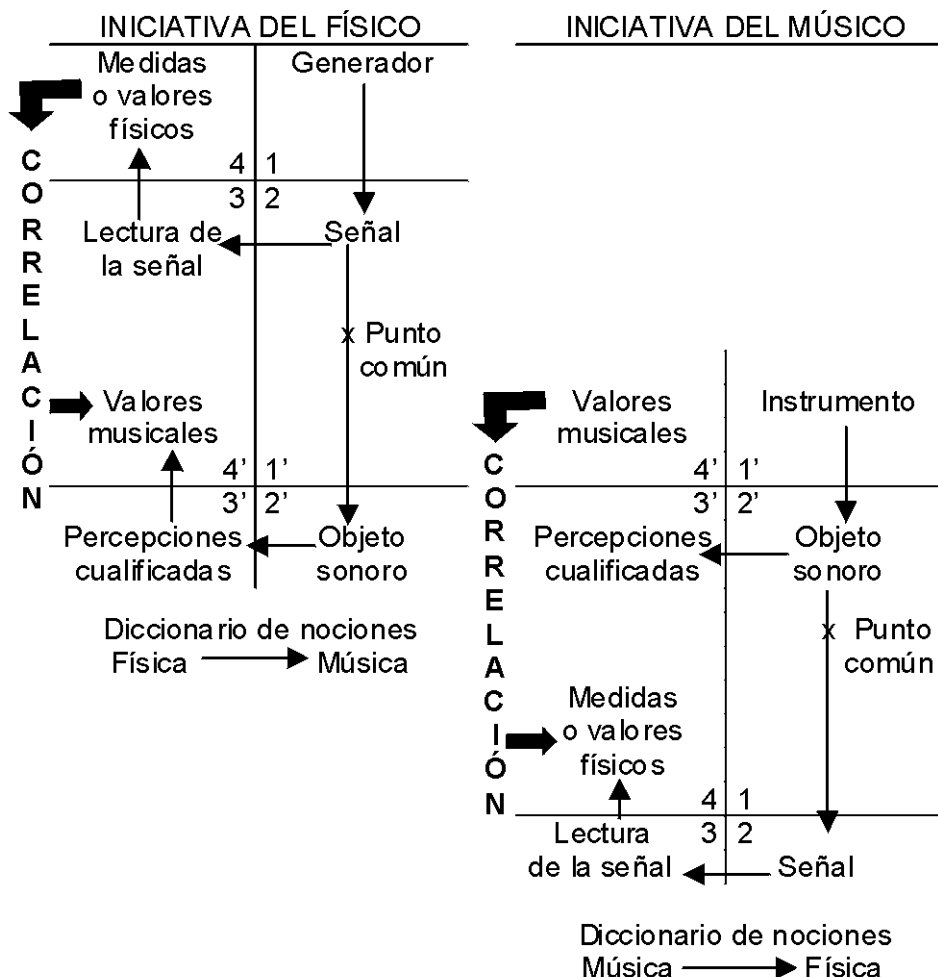 INICIATIVA DEL FÍSICO
Medidas
o valores
físicos
Generador
4 1
3 2
Lectura de
la señal
Señal
x Punto
común
CORRELACIÓN
Valores
musicales
4' 1'
3' 2'
Percepciones
cualificadas
Objeto
sonoro
Diccionario de nociones
Física Música
INICIATIVA DEL MÚSICO
Valores
musicales
Instrumento
4' 1'
3' 2'
Percepciones
cualificadas
Objeto
sonoro
x Punto
común
CORRELACIÓN
Medidas
o valores
físicos
4 1
3 2
Lectura
de la señal
Señal
Diccionario de nociones
Música Física